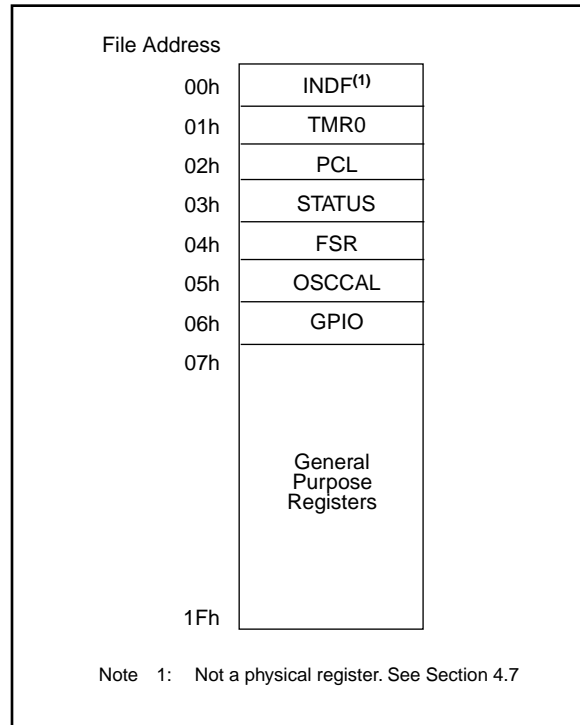 File Address
00h INDF(1)
01h TMR0
02h PCL
03h STATUS
04h FSR
05h OSCCAL
06h GPIO
07h
General
Purpose
Registers
1Fh
Note 1: Not a physical register. See Section 4.7